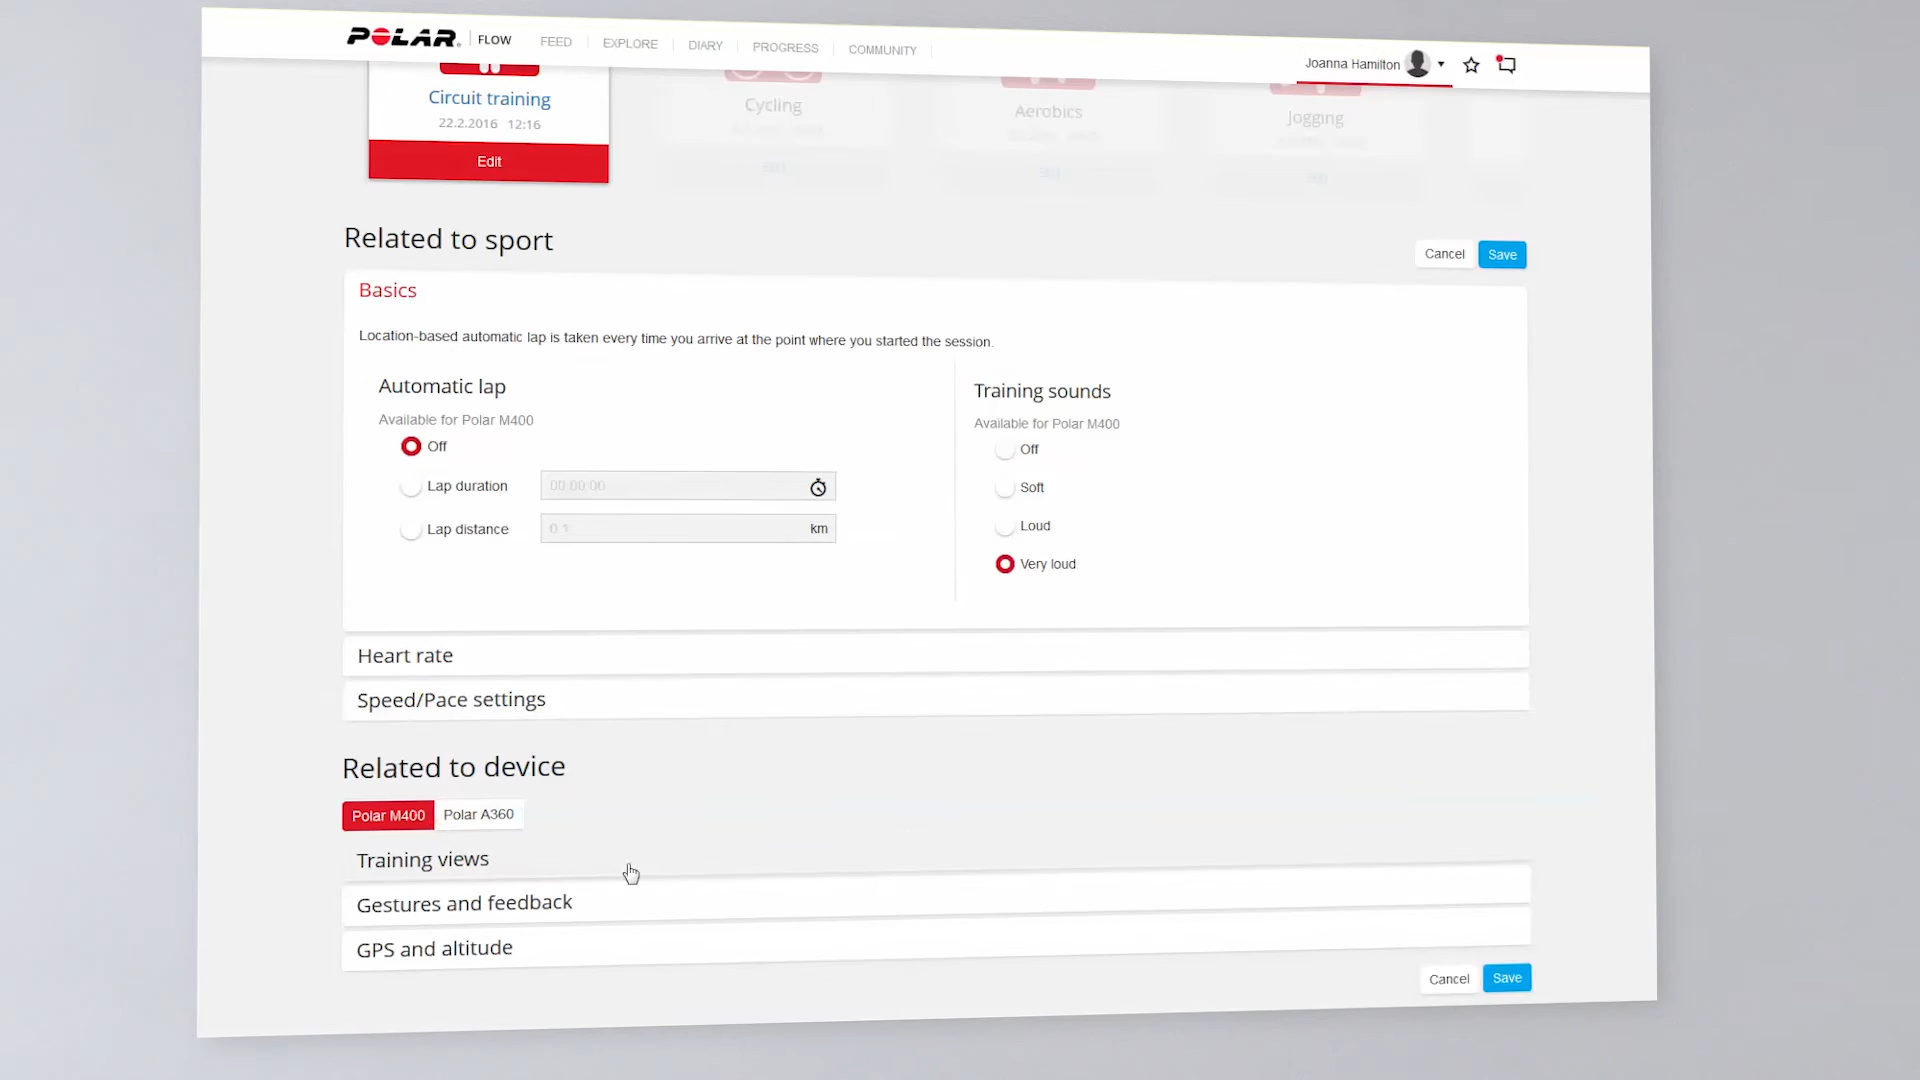 POLAR FLOW FEED EXPLORE DIARY PROGRESS COMMUNITY Joanna Hamilton
Circuit training Cycling Aerobics Jogging
22.2.2016 12:16
Edit
Related to sport
Cancel Save
Basics
Location-based automatic lap is taken every time you arrive at the point where you started the session.
Automatic lap
Available for Polar M400
Off
Lap duration 00:00:00
Lap distance km
Training sounds
Available for Polar M400
Off
Soft
Loud
Very loud
Heart rate
Speed/Pace settings
Related to device
Polar M400 Polar A360
Training views
Gestures and feedback
GPS and altitude
Cancel Save